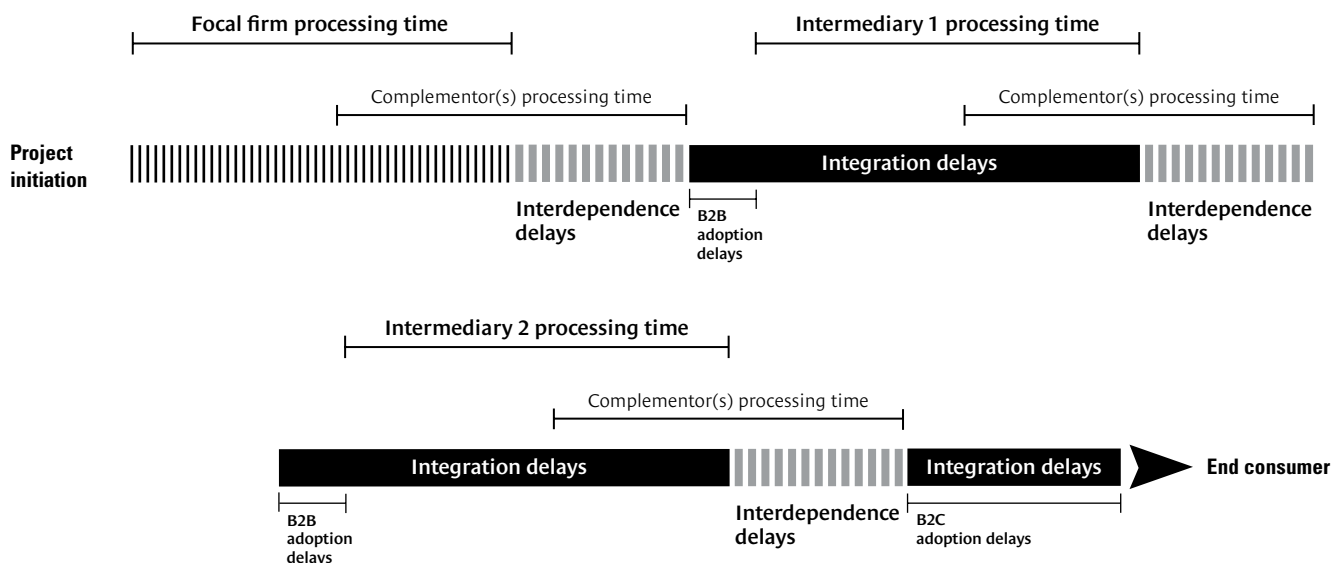 Focal firm processing time
Intermediary 1 processing time
Complementor(s) processing time
Complementor(s) processing time
Project
initiation
Integration delays
Interdependence
delays
B2B
adoption
delays
Interdependence
delays
Intermediary 2 processing time
Complementor(s) processing time
Integration delays
Integration delays
End consumer
B2B
adoption
delays
Interdependence
delays
B2C
adoption delays